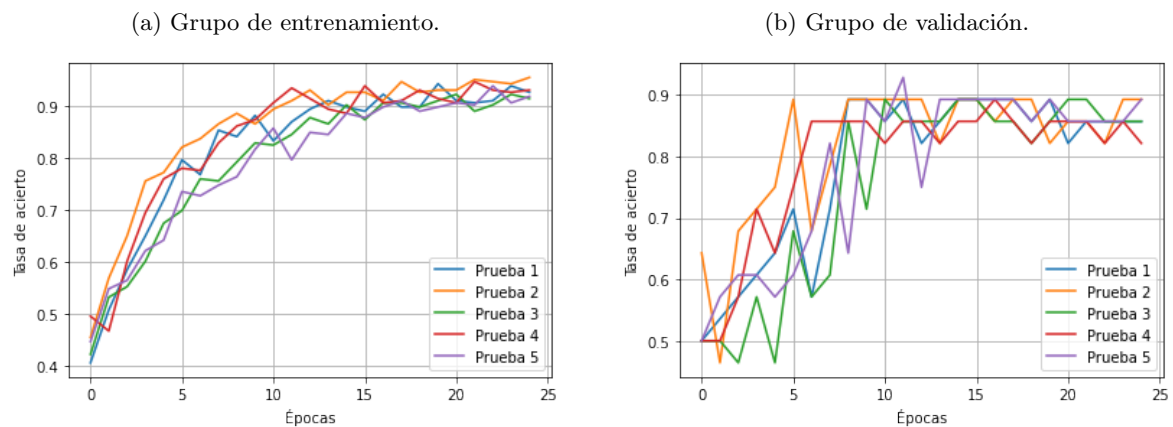 (a) Grupo de entrenamiento.
0.9
0.8
0.7
0.6
0.5
0.4
Tasa de acierto
0
5
10
15
20
25
Épocas
Prueba 1
Prueba 2
Prueba 3
Prueba 4
Prueba 5
(b) Grupo de validación.
0.9
0.8
0.7
0.6
0.5
Tasa de acierto
0
5
10
15
20
25
Épocas
Prueba 1
Prueba 2
Prueba 3
Prueba 4
Prueba 5